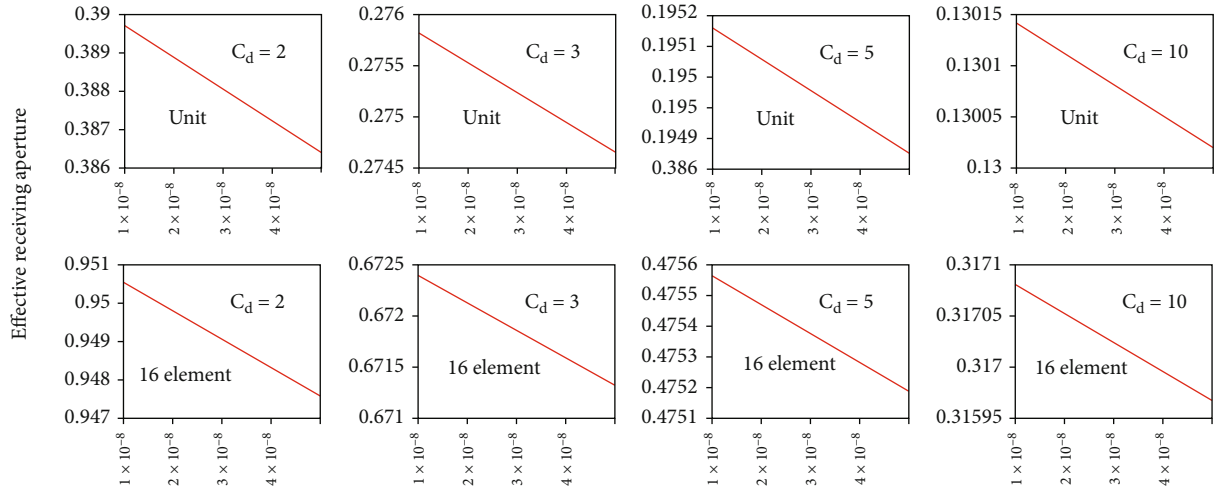 Effective receiving aperture
0.39
0.389
0.388
0.387
0.386
C_d = 2
Unit
1 × 10⁻⁸
2 × 10⁻⁸
3 × 10⁻⁸
4 × 10⁻⁸
0.276
0.2755
0.275
0.2745
C_d = 3
Unit
1 × 10⁻⁸
2 × 10⁻⁸
3 × 10⁻⁸
4 × 10⁻⁸
0.1952
0.1951
0.195
0.195
0.1949
0.386
C_d = 5
Unit
1 × 10⁻⁸
2 × 10⁻⁸
3 × 10⁻⁸
4 × 10⁻⁸
0.13015
0.1301
0.13005
0.13
C_d = 10
Unit
1 × 10⁻⁸
2 × 10⁻⁸
3 × 10⁻⁸
4 × 10⁻⁸
0.951
0.95
0.949
0.948
0.947
C_d = 2
16 element
1 × 10⁻⁸
2 × 10⁻⁸
3 × 10⁻⁸
4 × 10⁻⁸
0.6725
0.672
0.6715
0.671
C_d = 3
16 element
1 × 10⁻⁸
2 × 10⁻⁸
3 × 10⁻⁸
4 × 10⁻⁸
0.4756
0.4755
0.4754
0.4753
0.4752
0.4751
C_d = 5
16 element
1 × 10⁻⁸
2 × 10⁻⁸
3 × 10⁻⁸
4 × 10⁻⁸
0.3171
0.31705
0.317
0.31595
C_d = 10
16 element
1 × 10⁻⁸
2 × 10⁻⁸
3 × 10⁻⁸
4 × 10⁻⁸